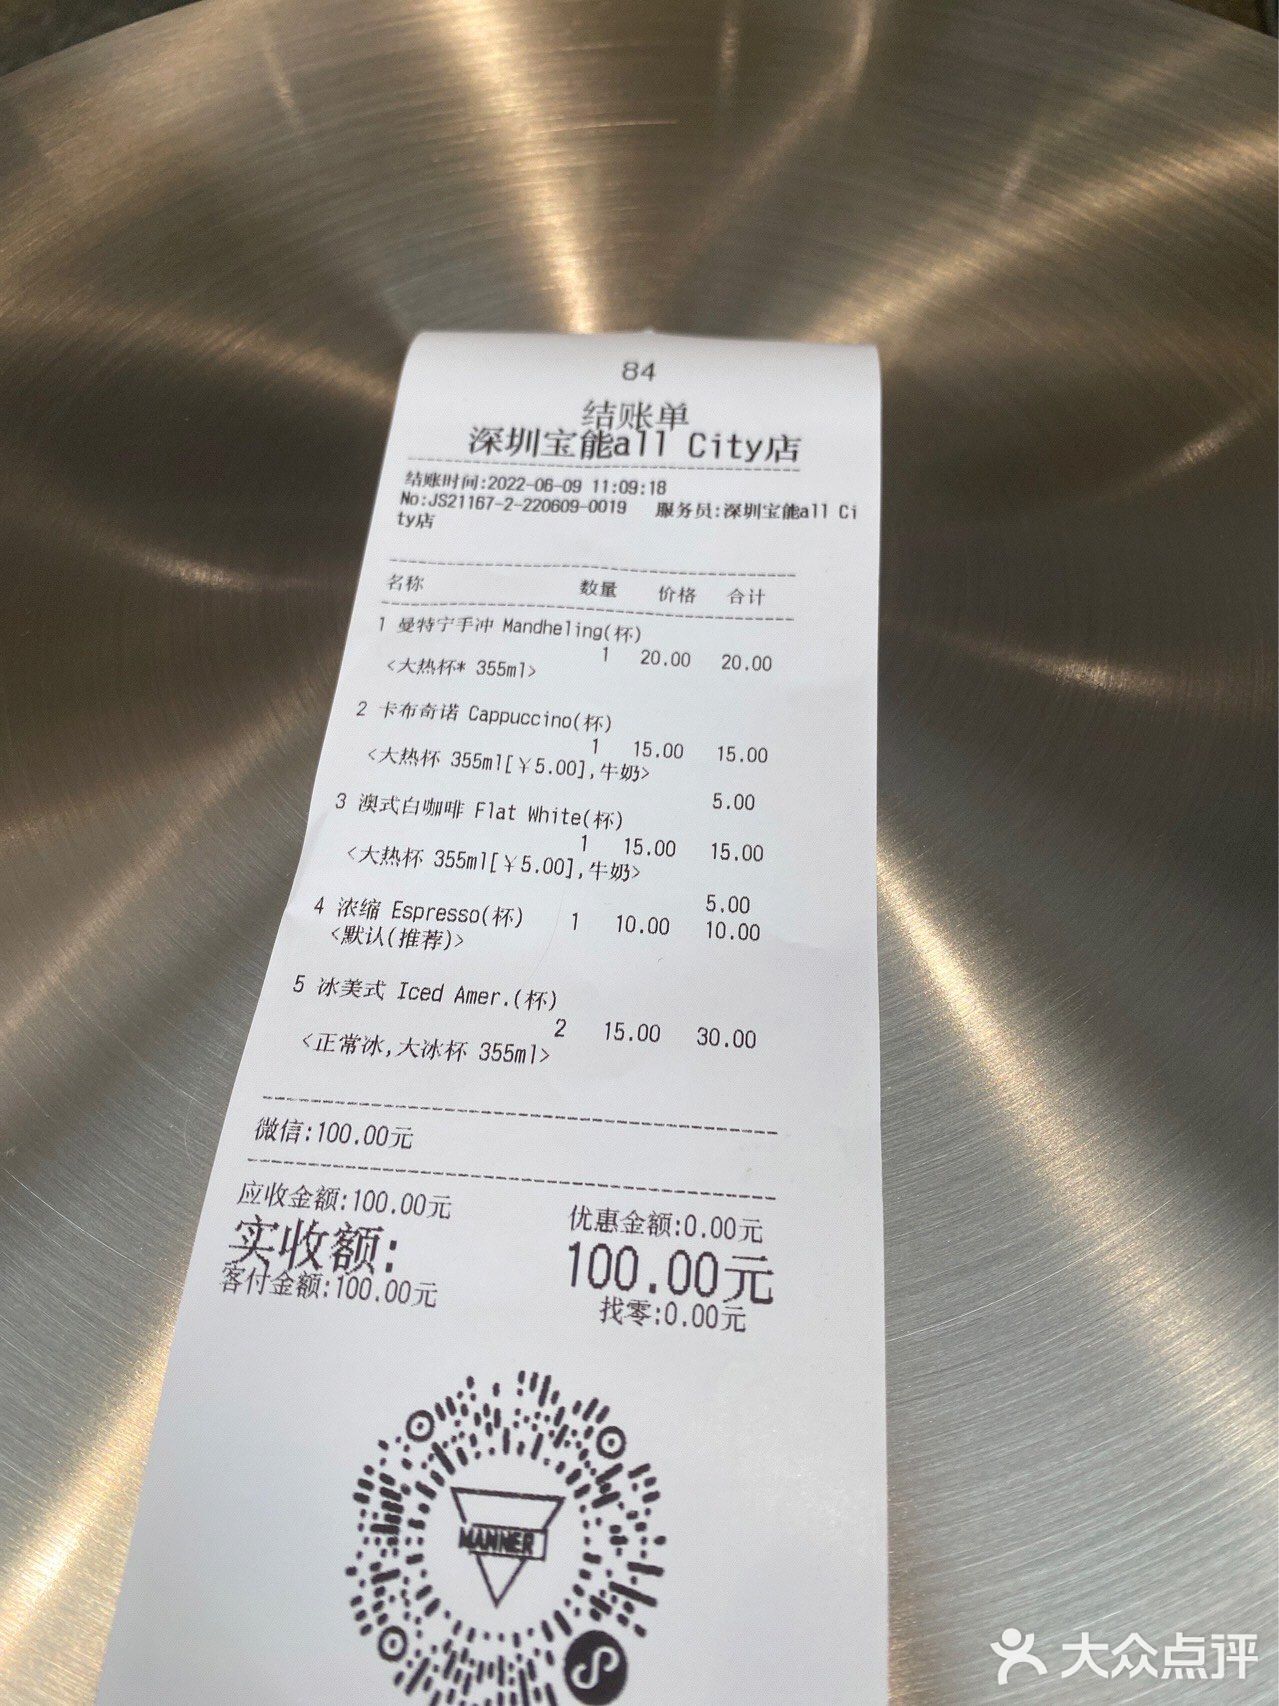 84
结账单
深圳宝能all City店
结账时间:2022-06-09 11:09:18
No:JS21167-2-220609-0019 服务员:深圳宝能all Ci
ty店
名称 数量 价格 合计
1 曼特宁手冲 Mandheling(杯)
1 20.00 20.00
<大热杯* 355ml>
2 卡布奇诺 Cappuccino(杯)
1 15.00 15.00
<大热杯 355ml[￥5.00],牛奶>
5.00
3 澳式白咖啡 Flat White(杯)
1 15.00 15.00
<大热杯 355ml[￥5.00],牛奶>
5.00
4 浓缩 Espresso(杯) 1 10.00 10.00
<默认(推荐)>
5 冰美式 Iced Amer.(杯)
2 15.00 30.00
<正常冰,大冰杯 355ml>
微信:100.00元
应收金额:100.00元 优惠金额:0.00元
实收额: 100.00元
客付金额:100.00元 找零:0.00元
MANNER
大众点评